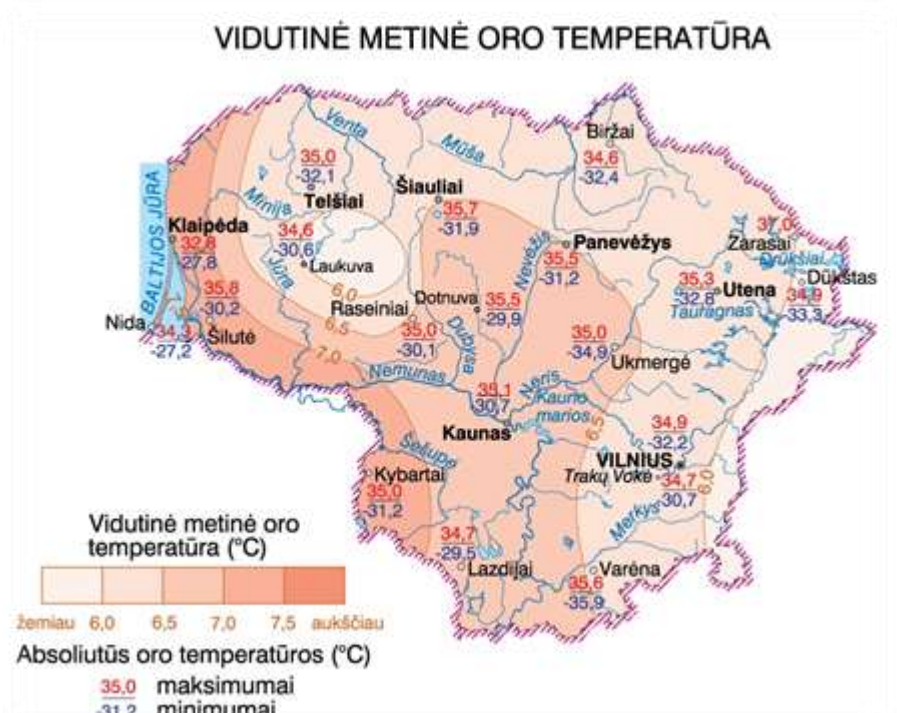 VIDUTINĖ METINĖ ORO TEMPERATŪRA
Venta
Mūša
Biržai
34,6
-32,4
35,0
-32,1
Telšiai
Šiauliai
35,7
-31,9
Mrnija
BALTIJOS JŪRA
Klaipėda
32,8
-27,8
34,6
-30,6
Laukuva
Jūra
6,0
Nevėžis
Panevėžys
35,5
-31,2
37,0
Zarasai
Drūkšiai
Dūkštas
34,9
-33,3
35,3
-32,8
Utena
Tauragnas
35,8
-30,2
Šilutė
Nida
34,3
-27,2
Raseiniai
6,5
7,0
35,0
-30,1
Dotnuva
35,5
-29,9
Dubysa
35,0
-34,9
Ukmergė
Nemunas
Neris
35,1
-30,7
Kauno
marios
Kaunas
6,5
34,9
-32,2
VILNIUS
Trakų Vokė
34,7
-30,7
6,0
Šešupė
Kybartai
35,0
-31,2
Merkys
34,7
-29,5
Lazdijai
Varėna
35,6
-35,9
Vidutinė metinė oro
temperatūra (°C)
žemiau 6,0 6,5 7,0 7,5 aukščiau
Absoliutūs oro temperatūros (°C)
35,0 maksimumai
-31,2 minimumai